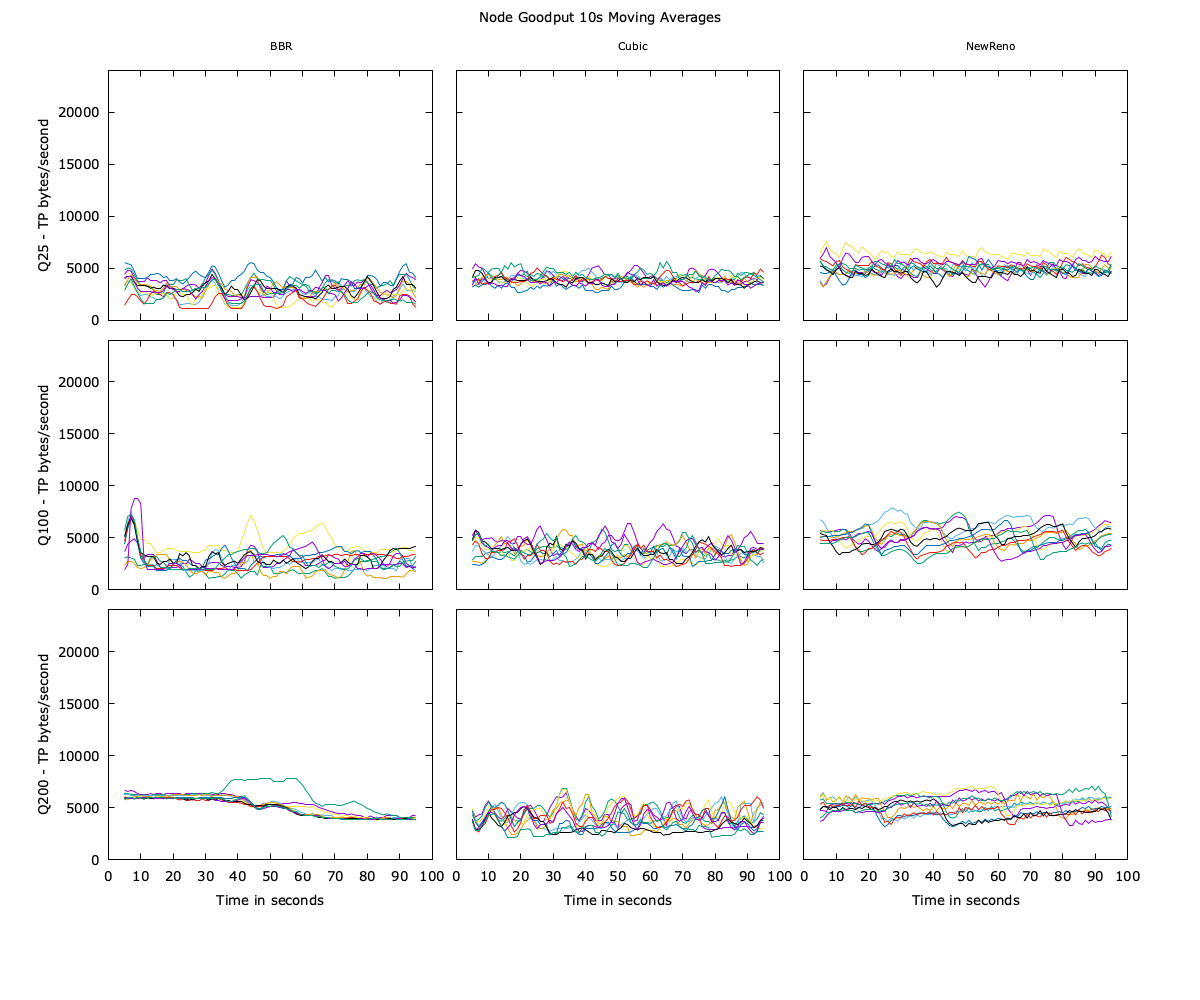 Node Goodput 10s Moving Averages
BBR Cubic NewReno
Q25 - TP bytes/second
20000
15000
10000
5000
0
Q100 - TP bytes/second
20000
15000
10000
5000
0
Q200 - TP bytes/second
20000
15000
10000
5000
0
0 10 20 30 40 50 60 70 80 90 100 0 10 20 30 40 50 60 70 80 90 100 0 10 20 30 40 50 60 70 80 90 100
Time in seconds Time in seconds Time in seconds